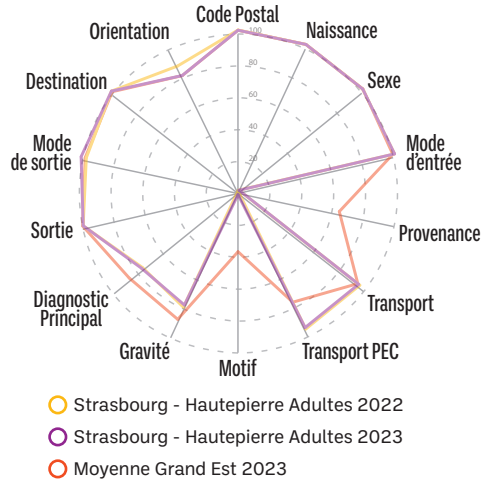 Code Postal
Naissance
Sexe
Mode
d'entrée
Provenance
Transport
Transport PEC
Motif
Gravité
Diagnostic
Principal
Sortie
Mode
de sortie
Destination
Orientation
100
80
60
40
20
Strasbourg - Hautepierre Adultes 2022
Strasbourg - Hautepierre Adultes 2023
Moyenne Grand Est 2023